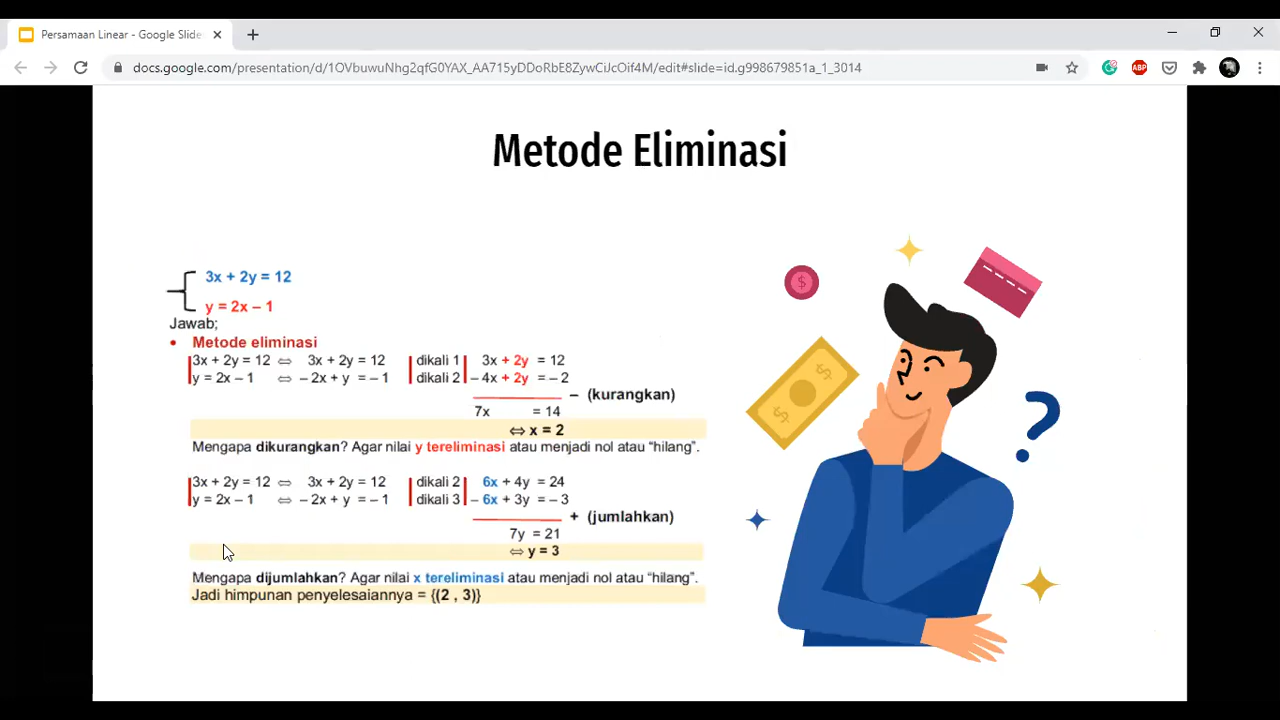 Persamaan Linear - Google Slide
docs.google.com/presentation/d/1OVbuwuNhg2qfG0YAX_AA715yDDoRbE8ZywCiJcOif4M/edit#slide=id.g998679851a_1_3014
ABP
Metode Eliminasi
3x + 2y = 12
y = 2x – 1
Jawab;
• Metode eliminasi
3x + 2y = 12 ⇔ 3x + 2y = 12 | dikali 1 | 3x + 2y = 12
y = 2x – 1 ⇔ – 2x + y = – 1 | dikali 2 | – 4x + 2y = – 2
– (kurangkan)
7x = 14
⇔ x = 2
Mengapa dikurangkan? Agar nilai y tereliminasi atau menjadi nol atau “hilang”.
3x + 2y = 12 ⇔ 3x + 2y = 12 | dikali 2 | 6x + 4y = 24
y = 2x – 1 ⇔ – 2x + y = – 1 | dikali 3 | – 6x + 3y = – 3
+ (jumlahkan)
7y = 21
⇔ y = 3
Mengapa dijumlahkan? Agar nilai x tereliminasi atau menjadi nol atau “hilang”.
Jadi himpunan penyelesaiannya = {(2 , 3)}